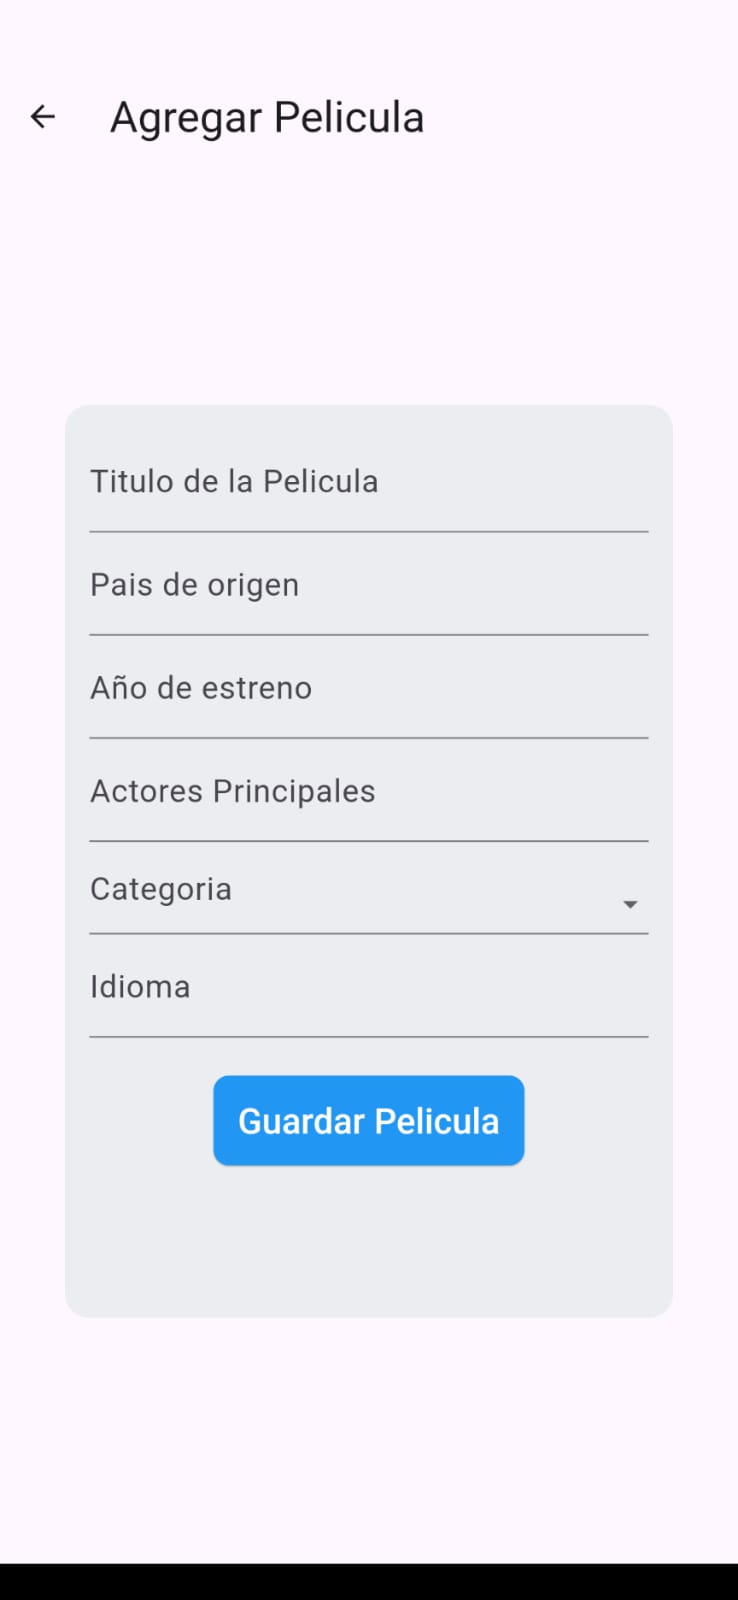 Agregar Pelicula
Titulo de la Pelicula
Pais de origen
Año de estreno
Actores Principales
Categoria
Idioma
Guardar Pelicula